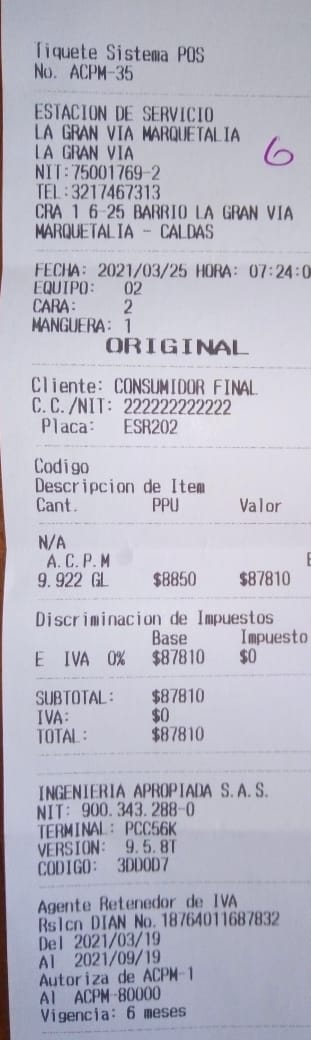 Tiquete Sistema POS
No. ACPM-35
ESTACION DE SERVICIO
LA GRAN VIA MARQUETALIA
LA GRAN VIA
NIT:75001769-2
TEL:3217467313
CRA 1 6-25 BARRIO LA GRAN VIA
MARQUETALIA - CALDAS
6
FECHA: 2021/03/25 HORA: 07:24:0
EQUIPO: 02
CARA: 2
MANGUERA: 1
ORIGINAL
Cliente: CONSUMIDOR FINAL
C.C./NIT: 222222222222
Placa: ESR202
Codigo
Descripcion de Item
Cant. PPU Valor
N/A
A.C.P.M E
9.922 GL $8850 $87810
Discriminacion de Impuestos
Base Impuesto
E IVA 0% $87810 $0
SUBTOTAL: $87810
IVA: $0
TOTAL: $87810
INGENIERIA APROPIADA S.A.S.
NIT: 900.343.288-0
TERMINAL: PCC56K
VERSION: 9.5.8T
CODIGO: 3DD0D7
Agente Retenedor de IVA
Rslcn DIAN No. 18764011687832
Del 2021/03/19
Al 2021/09/19
Autoriza de ACPM-1
Al ACPM-80000
Vigencia: 6 meses